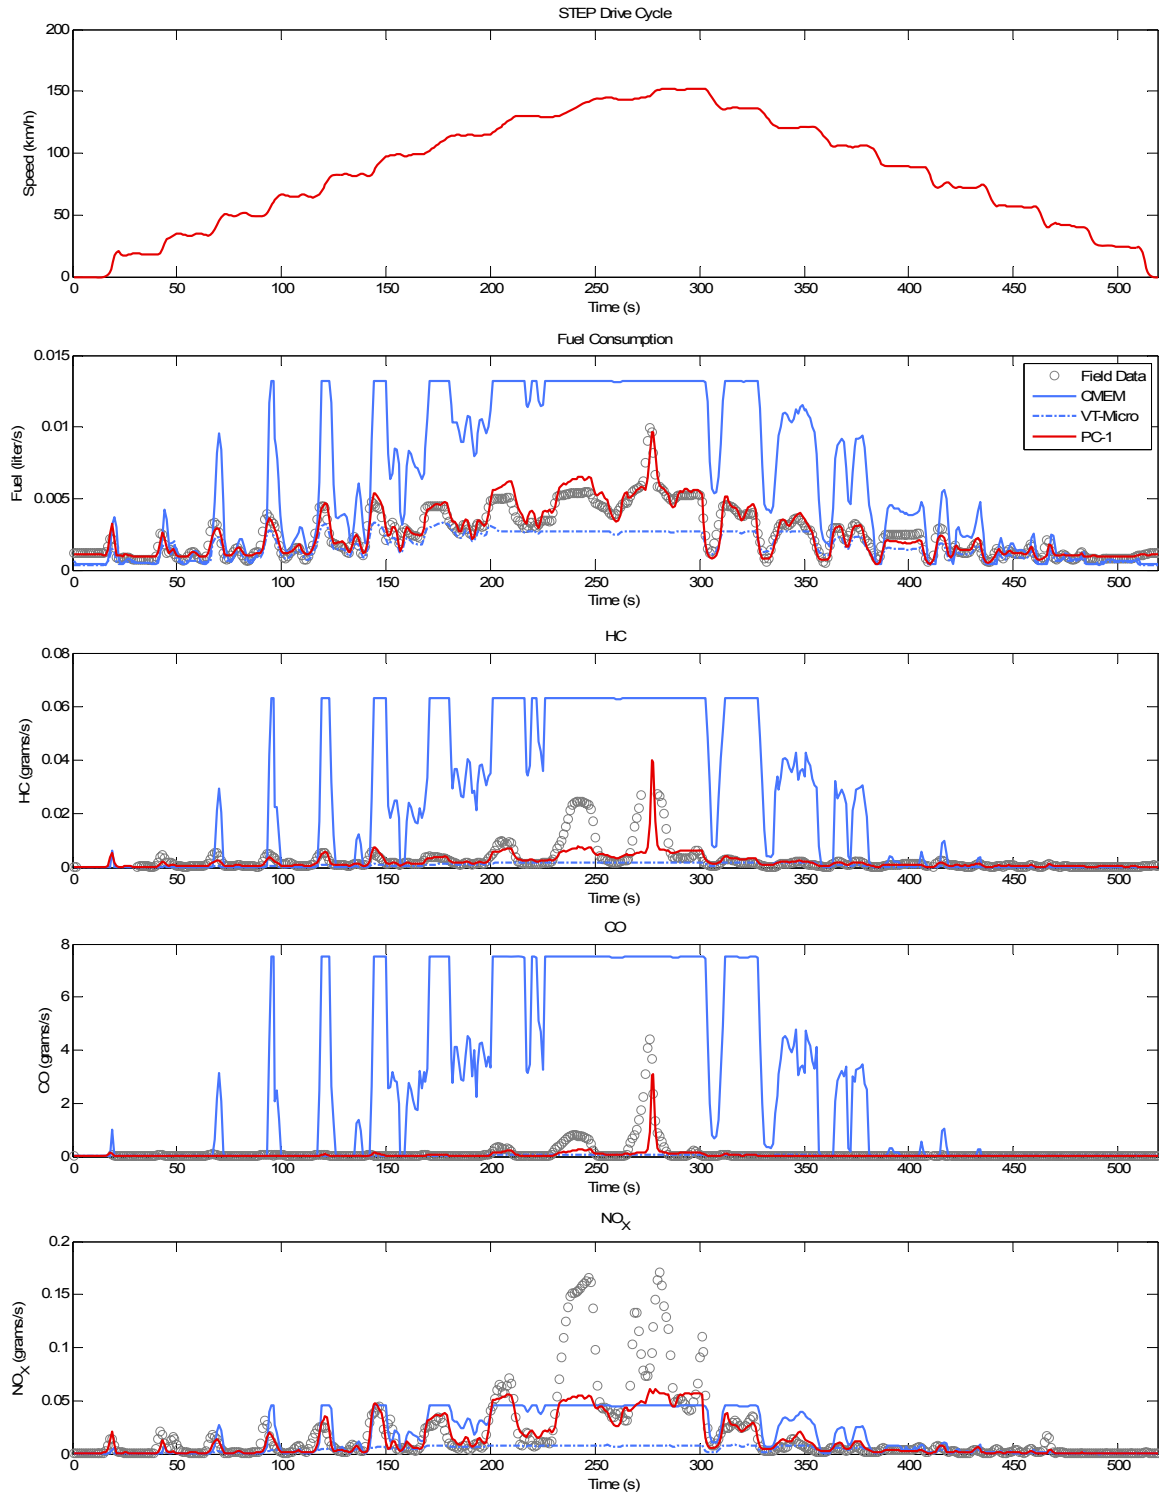 STEP Drive Cycle
200
150
100
50
0
Speed (km/h)
0 50 100 150 200 250 300 350 400 450 500
Time (s)
Fuel Consumption
0.015
0.01
0.005
0
Fuel (liter/s)
Field Data
CMEM
VT-Micro
PC-1
0 50 100 150 200 250 300 350 400 450 500
Time (s)
HC
0.08
0.06
0.04
0.02
0
HC (grams/s)
0 50 100 150 200 250 300 350 400 450 500
Time (s)
CO
8
6
4
2
0
CO (grams/s)
0 50 100 150 200 250 300 350 400 450 500
Time (s)
NOX
0.2
0.15
0.1
0.05
0
NOX (grams/s)
0 50 100 150 200 250 300 350 400 450 500
Time (s)